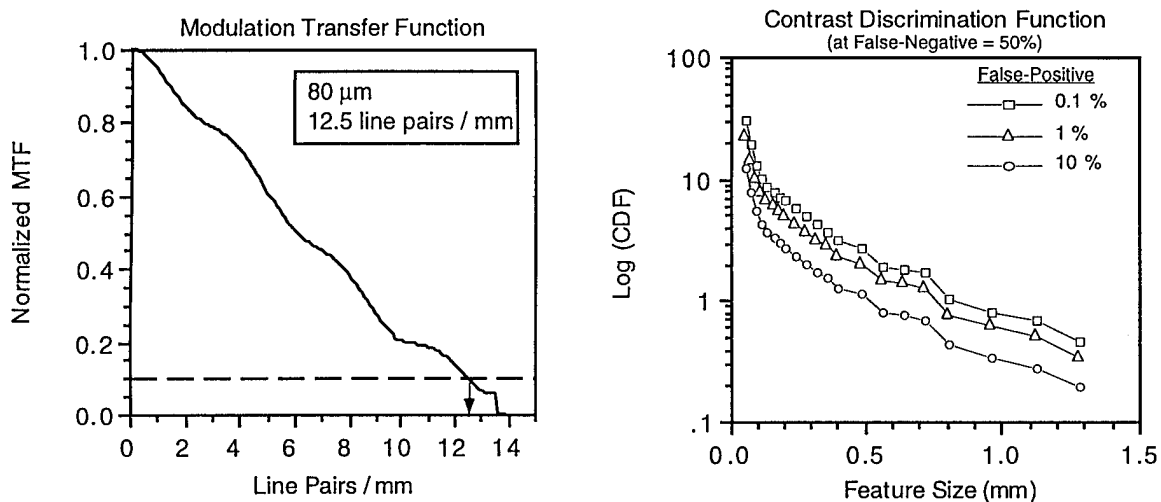 Modulation Transfer Function
80 µm
12.5 line pairs / mm
Normalized MTF
1.0
0.8
0.6
0.4
0.2
0.0
0 2 4 6 8 10 12 14
Line Pairs / mm
Contrast Discrimination Function
(at False-Negative = 50%)
False-Positive
0.1 %
1 %
10 %
Log (CDF)
100
10
1
.1
0.0 0.5 1.0 1.5
Feature Size (mm)